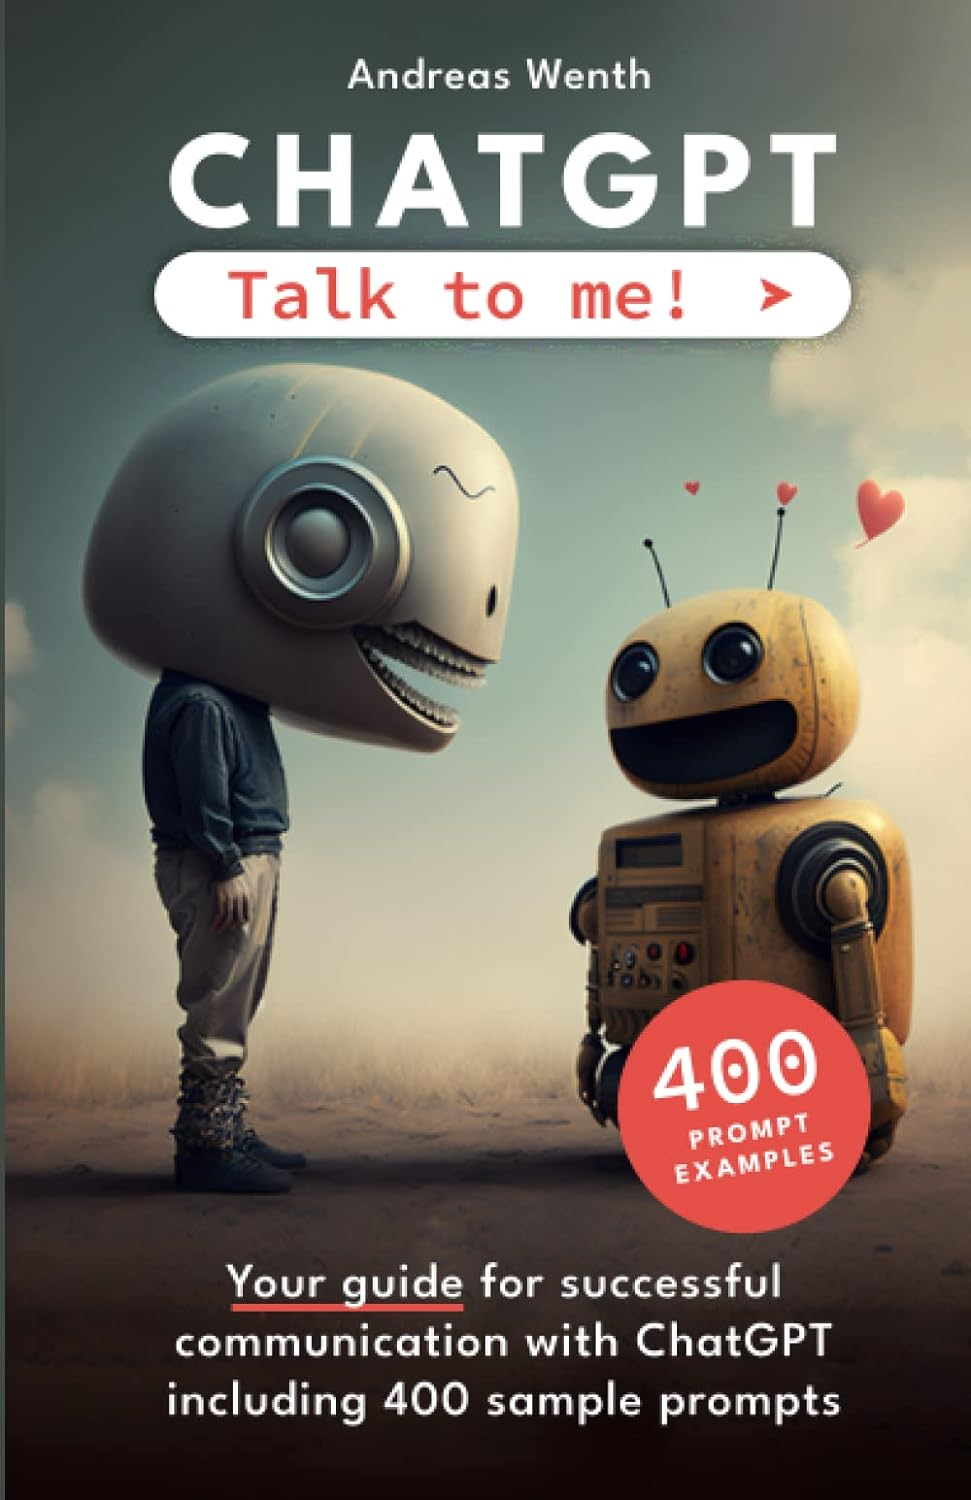 Andreas Wenth
CHATGPT
Talk to me! ➤
400
PROMPT
EXAMPLES
Your guide for successful
communication with ChatGPT
including 400 sample prompts